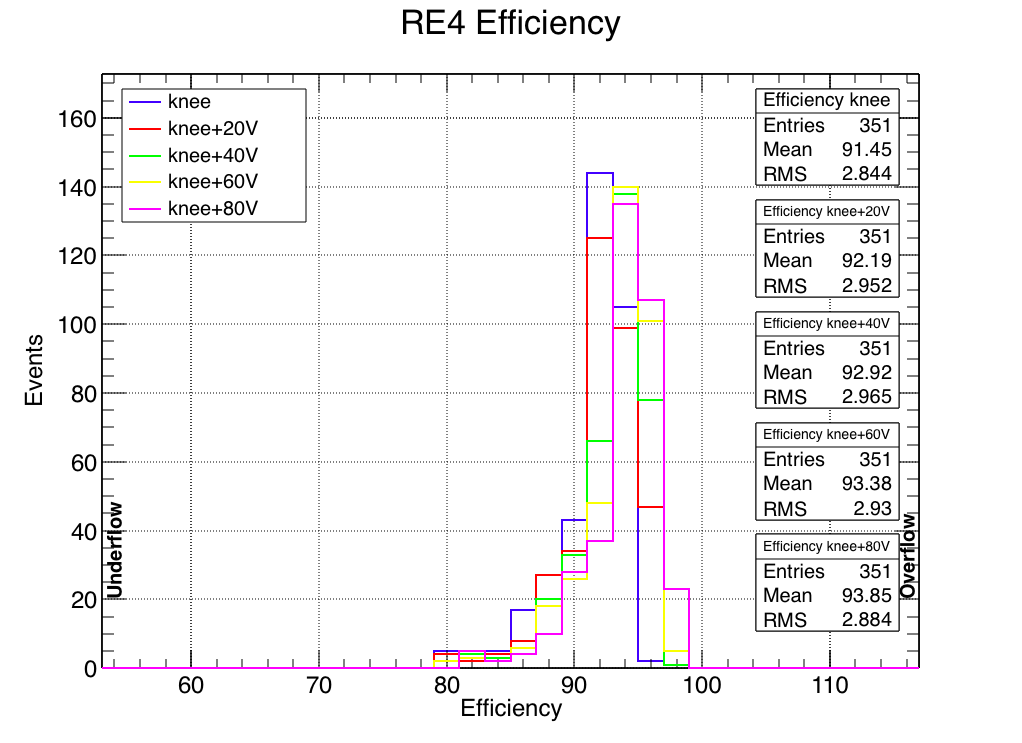 RE4 Efficiency
knee
knee+20V
knee+40V
knee+60V
knee+80V
Efficiency knee
Entries 351
Mean 91.45
RMS 2.844
Efficiency knee+20V
Entries 351
Mean 92.19
RMS 2.952
Efficiency knee+40V
Entries 351
Mean 92.92
RMS 2.965
Efficiency knee+60V
Entries 351
Mean 93.38
RMS 2.93
Efficiency knee+80V
Entries 351
Mean 93.85
RMS 2.884
Events
160
140
120
100
80
60
40
20
0
Underflow
Overflow
60 70 80 90 100 110
Efficiency